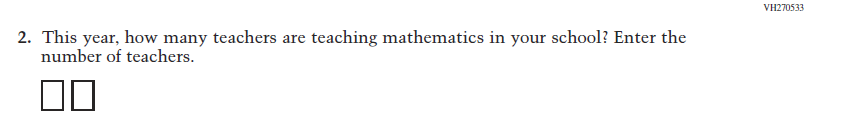 VH270533
2. This year, how many teachers are teaching mathematics in your school? Enter the
number of teachers.